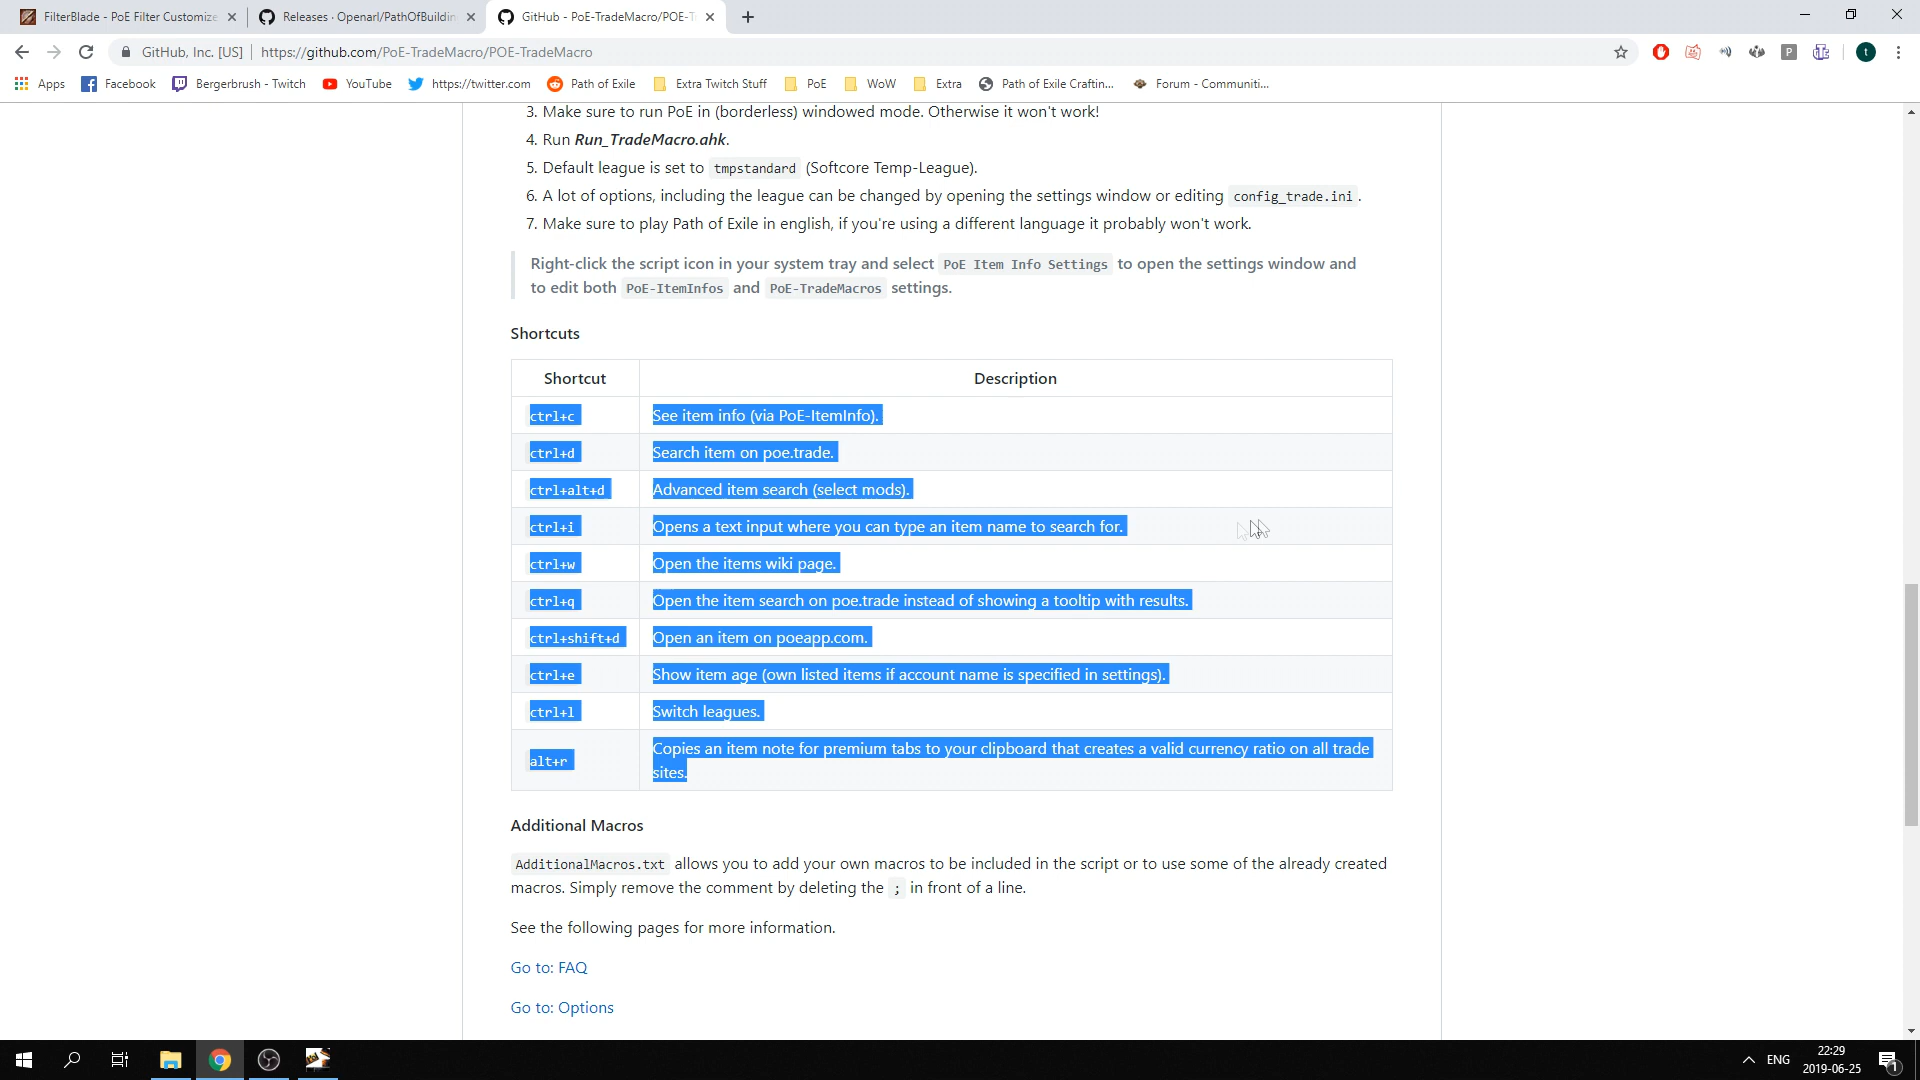 FilterBlade - PoE Filter Customize
Releases · Openarl/PathOfBuildin
GitHub - PoE-TradeMacro/POE-T
GitHub, Inc. [US] https://github.com/PoE-TradeMacro/POE-TradeMacro
Apps Facebook Bergerbrush - Twitch YouTube https://twitter.com Path of Exile Extra Twitch Stuff PoE WoW Extra Path of Exile Craftin... Forum - Communiti...
3. Make sure to run PoE in (borderless) windowed mode. Otherwise it won't work!
4. Run Run_TradeMacro.ahk.
5. Default league is set to tmpstandard (Softcore Temp-League).
6. A lot of options, including the league can be changed by opening the settings window or editing config_trade.ini .
7. Make sure to play Path of Exile in english, if you're using a different language it probably won't work.
Right-click the script icon in your system tray and select PoE Item Info Settings to open the settings window and
to edit both PoE-ItemInfos and PoE-TradeMacros settings.
Shortcuts
Shortcut Description
ctrl+c See item info (via PoE-ItemInfo).
ctrl+d Search item on poe.trade.
ctrl+alt+d Advanced item search (select mods).
ctrl+i Opens a text input where you can type an item name to search for.
ctrl+w Open the items wiki page.
ctrl+q Open the item search on poe.trade instead of showing a tooltip with results.
ctrl+shift+d Open an item on poeapp.com.
ctrl+e Show item age (own listed items if account name is specified in settings).
ctrl+l Switch leagues.
alt+r Copies an item note for premium tabs to your clipboard that creates a valid currency ratio on all trade
sites.
Additional Macros
AdditionalMacros.txt allows you to add your own macros to be included in the script or to use some of the already created
macros. Simply remove the comment by deleting the ; in front of a line.
See the following pages for more information.
Go to: FAQ
Go to: Options
ENG
22:29
2019-06-25
1